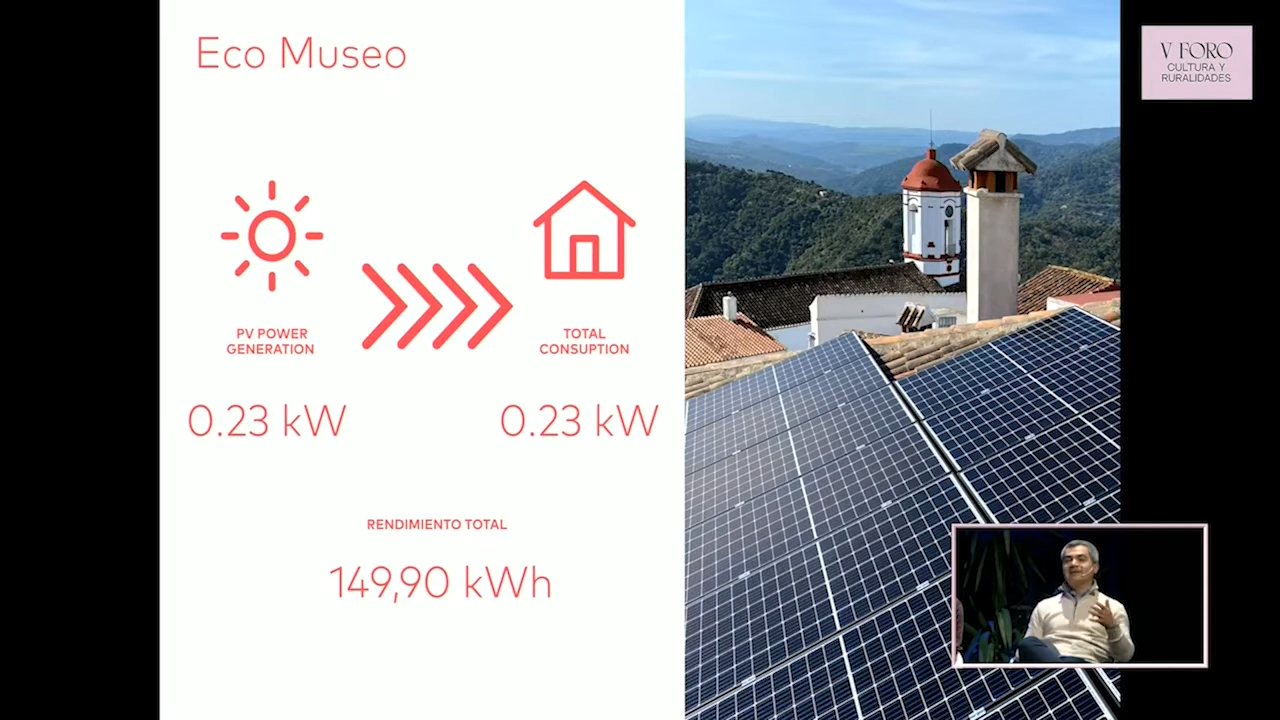 Eco Museo
PV POWER
GENERATION
TOTAL
CONSUPTION
0.23 kW
0.23 kW
RENDIMIENTO TOTAL
149,90 kWh
V FORO
CULTURA Y
RURALIDADES